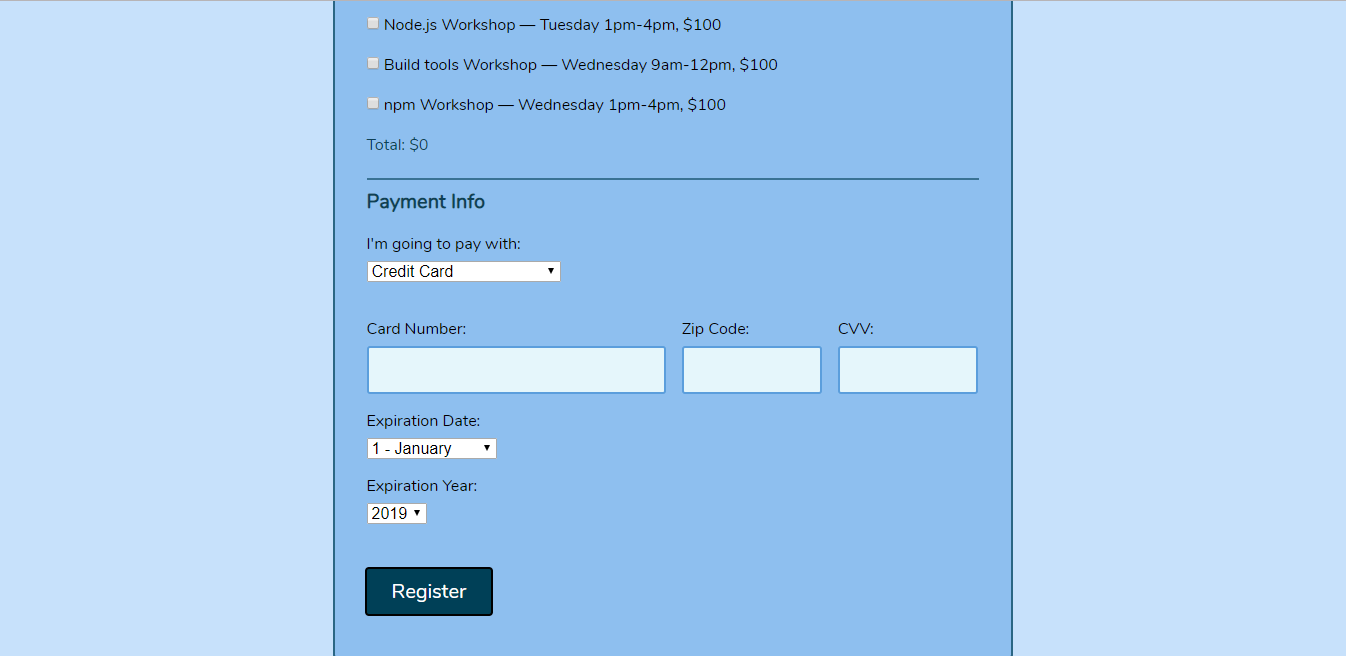 Node.js Workshop — Tuesday 1pm-4pm, $100
Build tools Workshop — Wednesday 9am-12pm, $100
npm Workshop — Wednesday 1pm-4pm, $100
Total: $0
Payment Info
I'm going to pay with:
Credit Card
Card Number: Zip Code: CVV:
Expiration Date:
1 - January
Expiration Year:
2019
Register